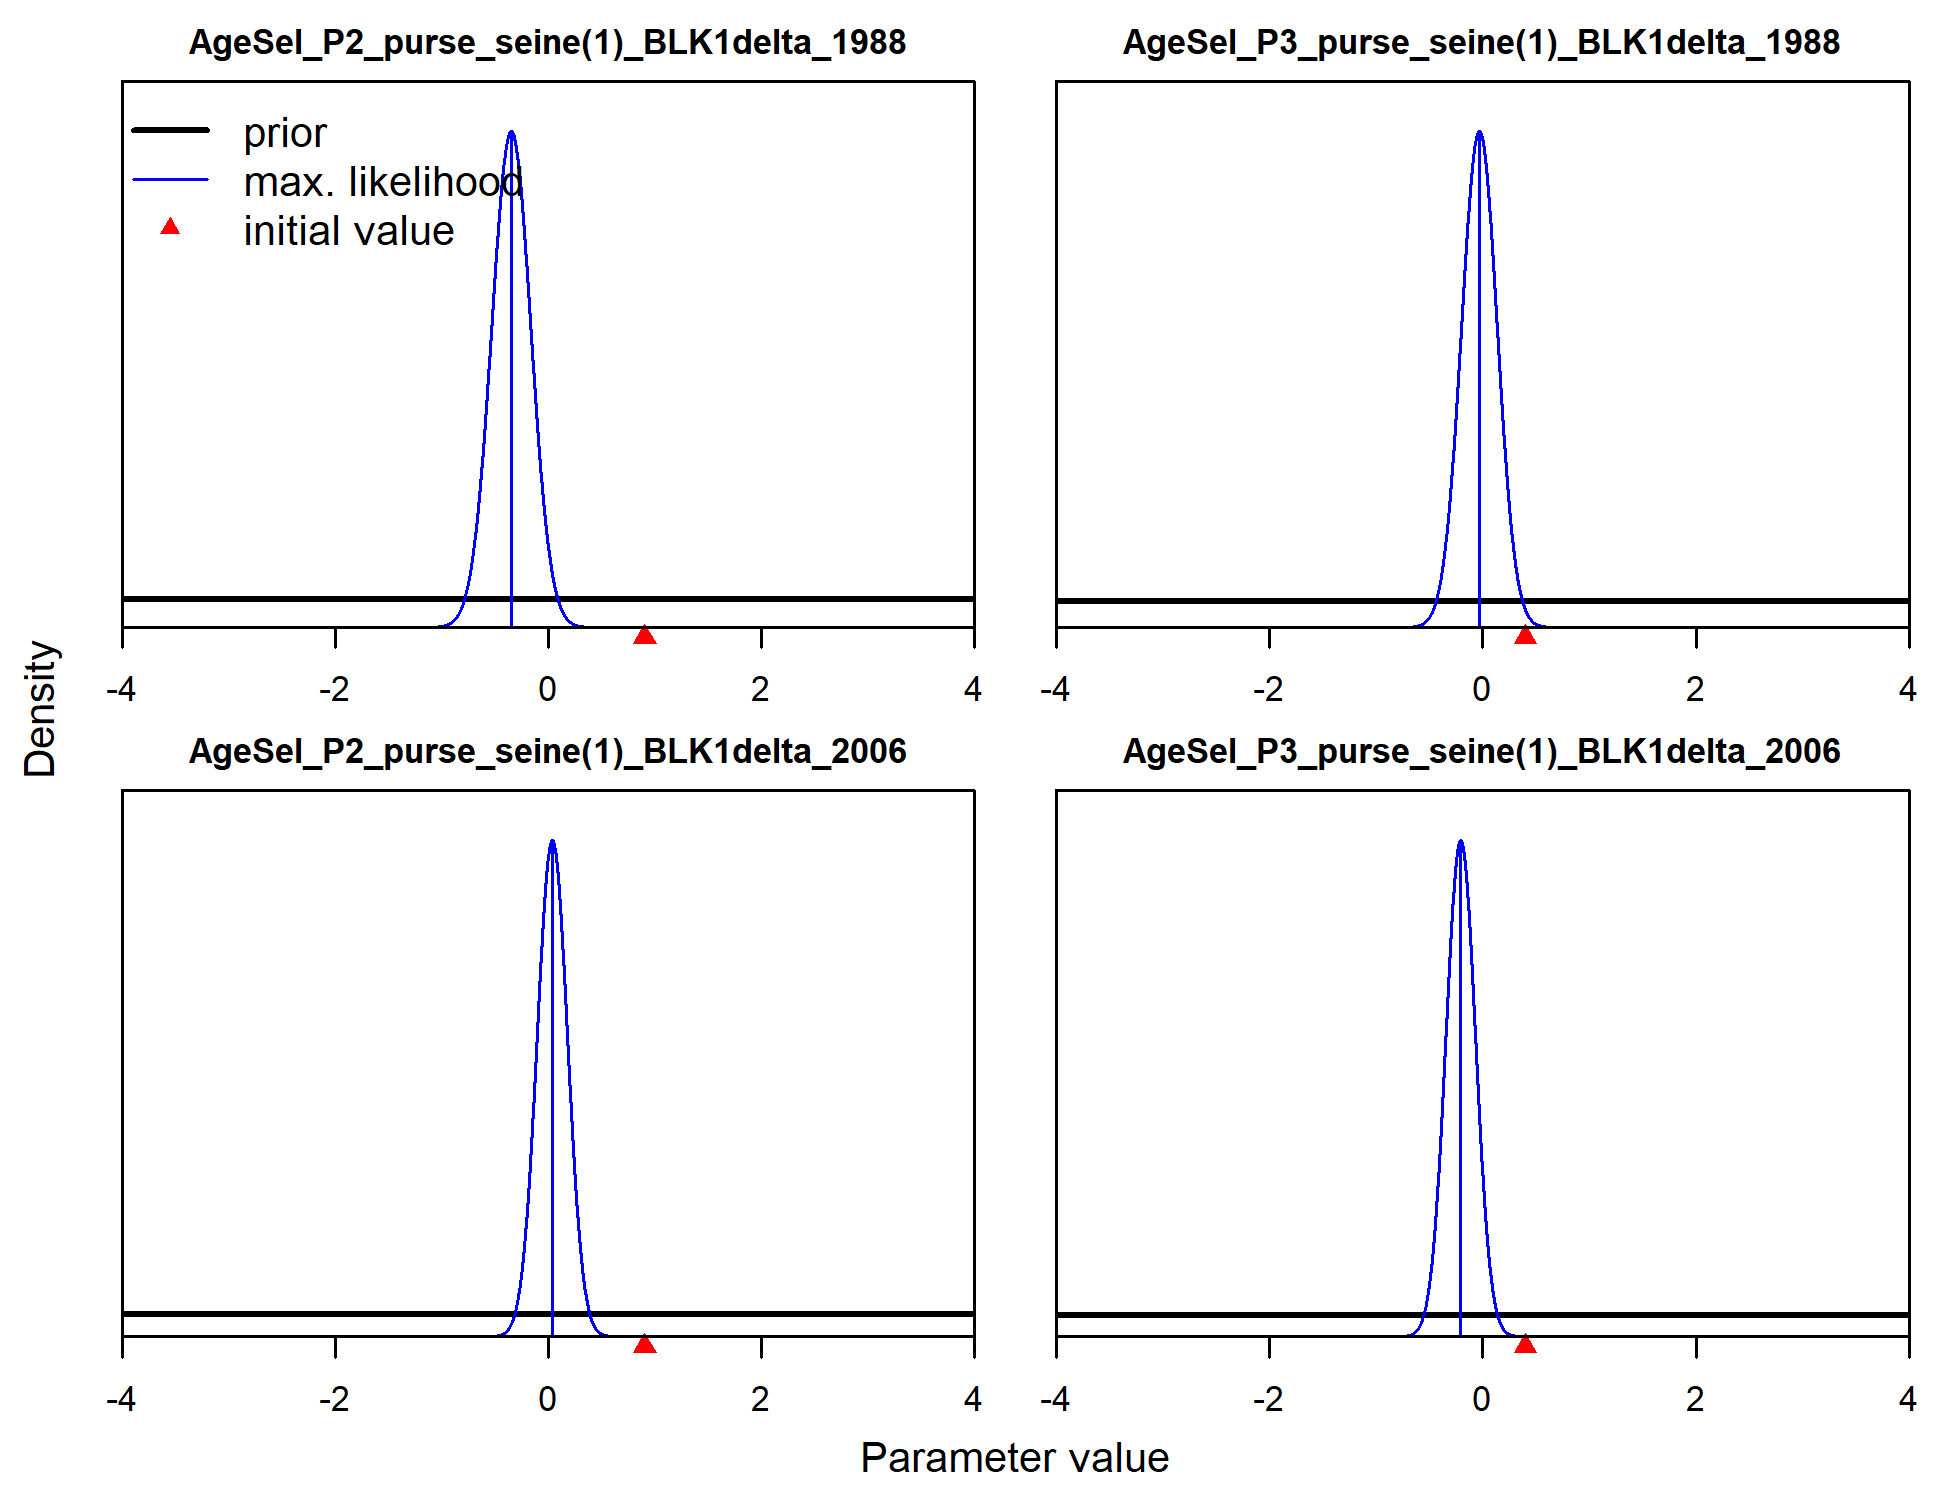 AgeSel_P2_purse_seine(1)_BLK1delta_1988
AgeSel_P3_purse_seine(1)_BLK1delta_1988
prior
max. likelihood
initial value
-4 -2 0 2 4
-4 -2 0 2 4
Density
AgeSel_P2_purse_seine(1)_BLK1delta_2006
AgeSel_P3_purse_seine(1)_BLK1delta_2006
-4 -2 0 2 4
-4 -2 0 2 4
Parameter value